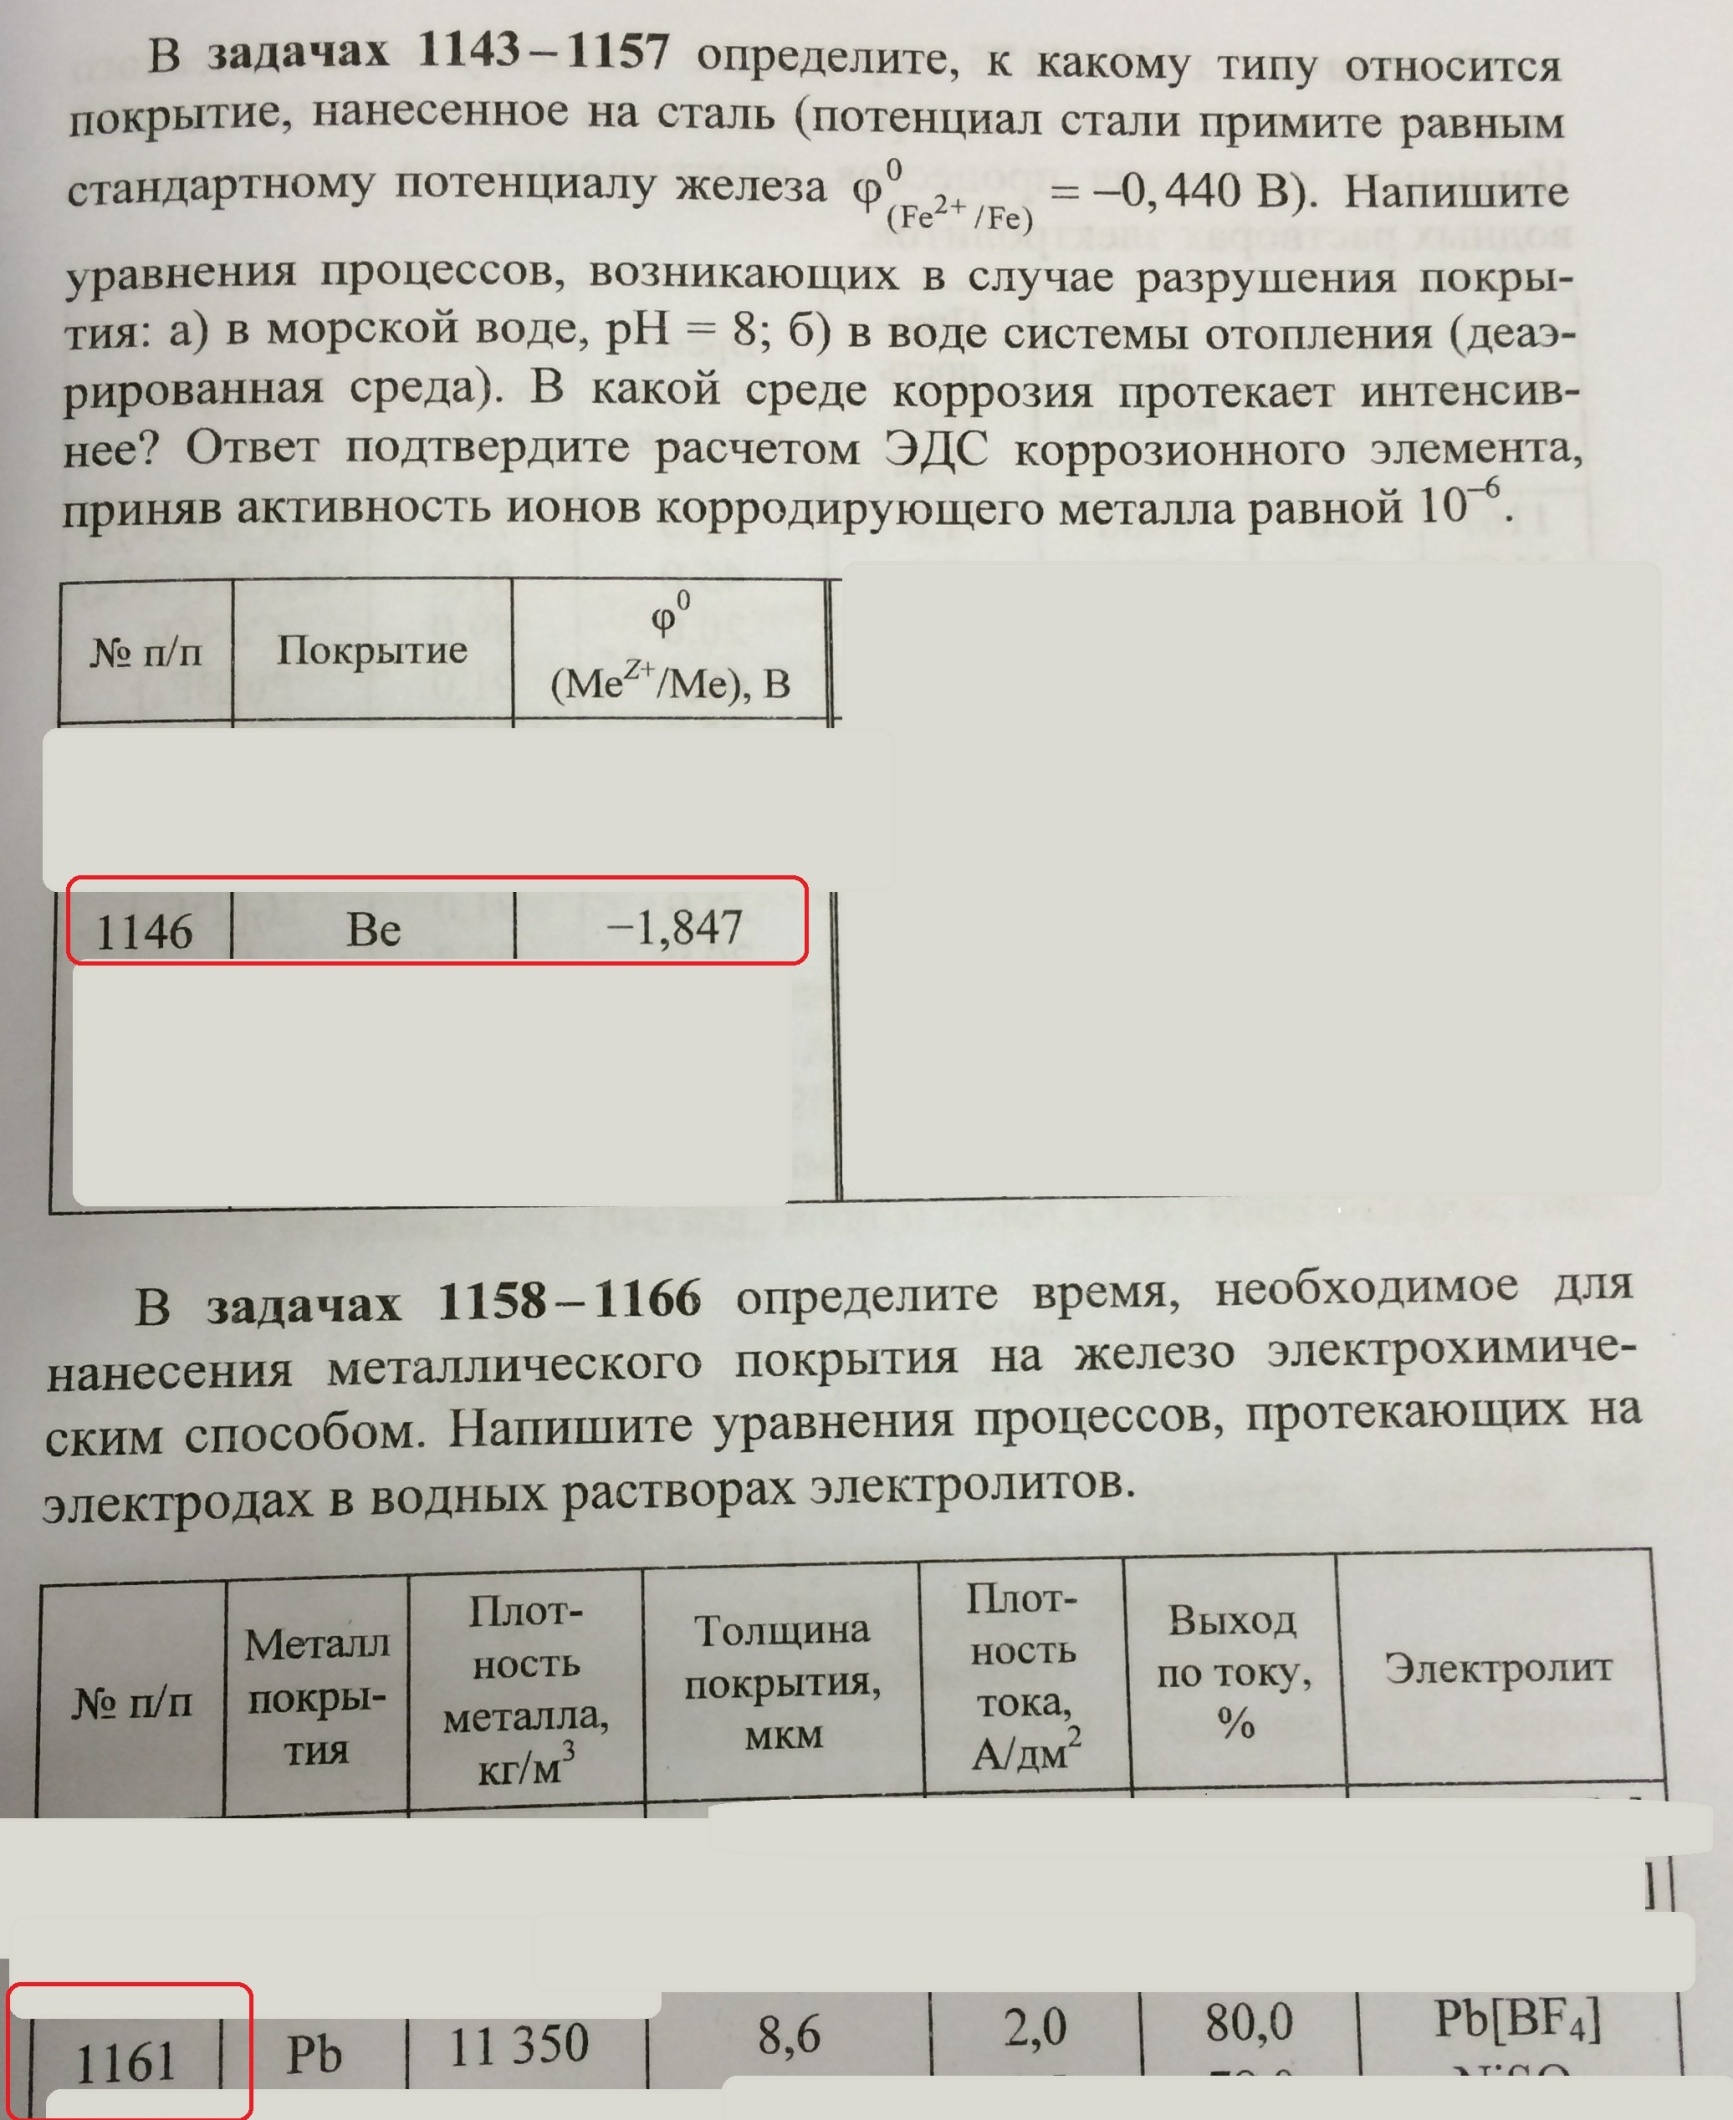 В задачах 1143–1157 определите, к какому типу относится
покрытие, нанесенное на сталь (потенциал стали примите равным
стандартному потенциалу железа φ⁰(Fe²⁺/Fe) = –0,440 В). Напишите
уравнения процессов, возникающих в случае разрушения покры-
тия: а) в морской воде, pH = 8; б) в воде системы отопления (деаэ-
рированная среда). В какой среде коррозия протекает интенсив-
нее? Ответ подтвердите расчетом ЭДС коррозионного элемента,
приняв активность ионов корродирующего металла равной 10⁻⁶.
№ п/п Покрытие φ⁰ (Meᶻ⁺/Me), В
1146 Be –1,847
В задачах 1158–1166 определите время, необходимое для
нанесения металлического покрытия на железо электрохимиче-
ским способом. Напишите уравнения процессов, протекающих на
электродах в водных растворах электролитов.
№ п/п Металл покры-тия Плот-ность металла, кг/м³ Толщина покрытия, мкм Плот-ность тока, А/дм² Выход по току, % Электролит
1161 Pb 11 350 8,6 2,0 80,0 Pb[BF₄]